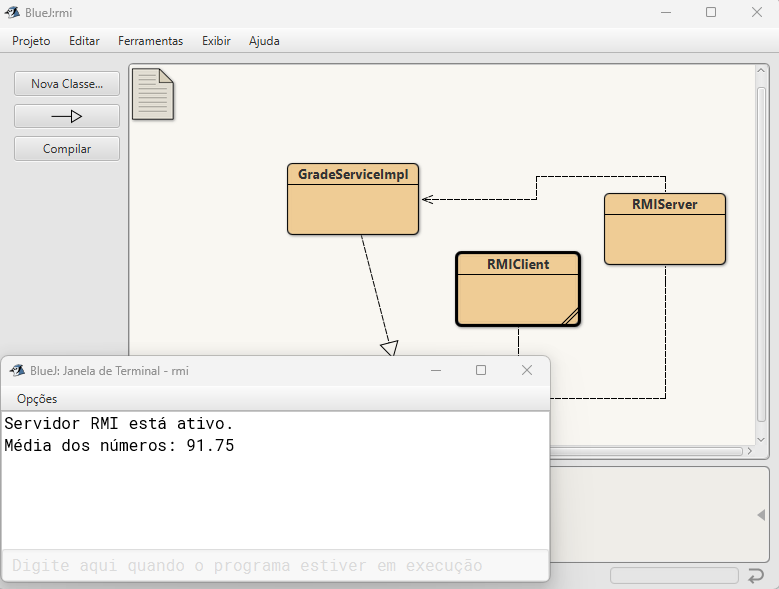 BlueJ:rmi
Projeto Editar Ferramentas Exibir Ajuda
Nova Classe...
Compilar
GradeServiceImpl
RMIServer
RMIClient
BlueJ: Janela de Terminal - rmi
Opções
Servidor RMI está ativo.
Média dos números: 91.75
Digite aqui quando o programa estiver em execução